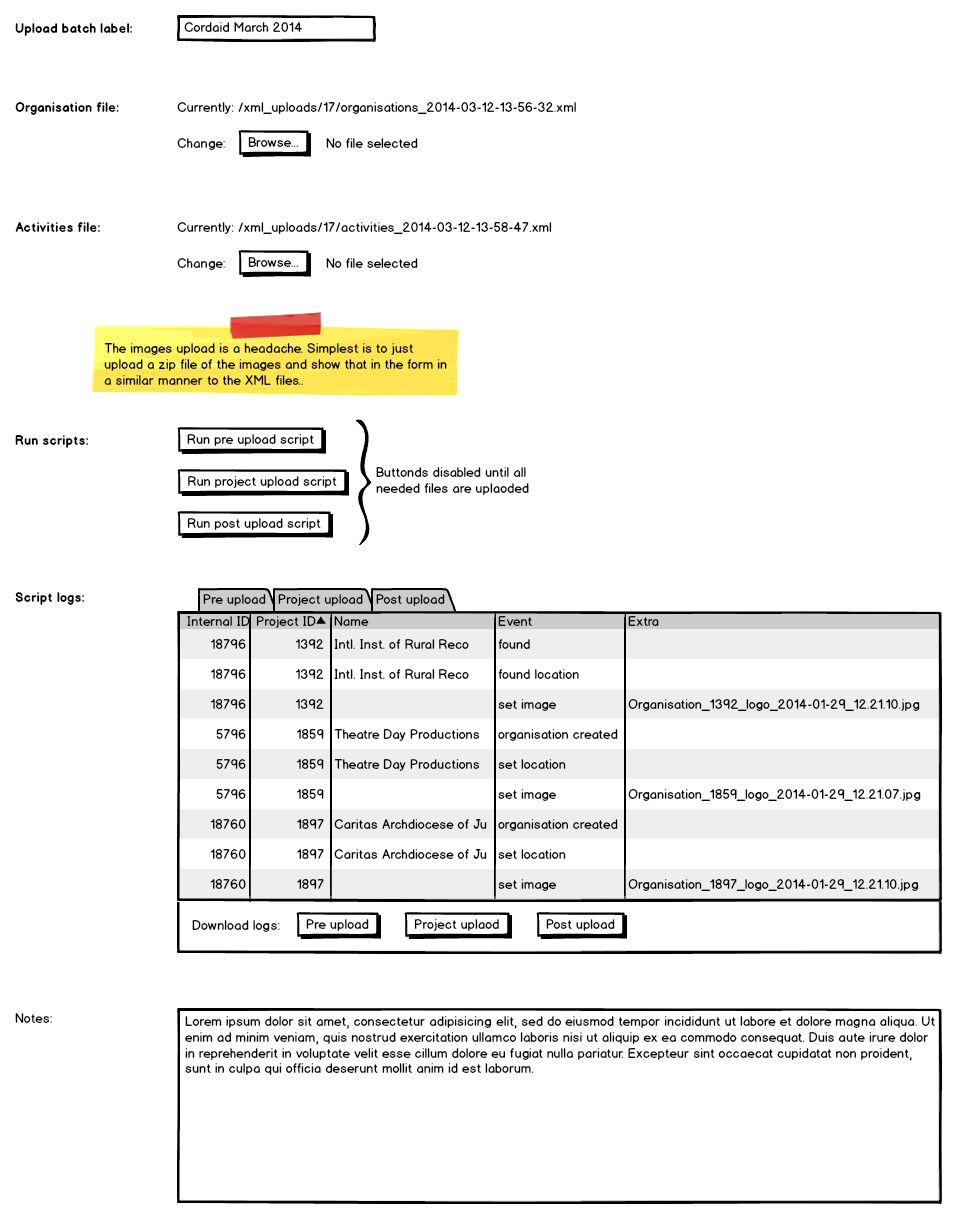 Upload batch label: Cordaid March 2014
Organisation file: Currently: /xml_uploads/17/organisations_2014-03-12-13-56-32.xml
Change: Browse... No file selected
Activities file: Currently: /xml_uploads/17/activities_2014-03-12-13-58-47.xml
Change: Browse... No file selected
The images upload is a headache. Simplest is to just
upload a zip file of the images and show that in the form in
a similar manner to the XML files..
Run scripts: Run pre upload script
Run project upload script
Run post upload script
Buttonds disabled until all
needed files are uplaoded
Script logs: Pre upload Project upload Post upload
Internal ID Project ID▲ Name Event Extra
18796 1392 Intl. Inst. of Rural Reco found
18796 1392 Intl. Inst. of Rural Reco found location
18796 1392 set image Organisation_1392_logo_2014-01-29_12.21.10.jpg
5796 1859 Theatre Day Productions organisation created
5796 1859 Theatre Day Productions set location
5796 1859 set image Organisation_1859_logo_2014-01-29_12.21.07.jpg
18760 1897 Caritas Archdiocese of Ju organisation created
18760 1897 Caritas Archdiocese of Ju set location
18760 1897 set image Organisation_1897_logo_2014-01-29_12.21.10.jpg
Download logs: Pre upload Project uplaod Post upload
Notes:
Lorem ipsum dolor sit amet, consectetur adipisicing elit, sed do eiusmod tempor incididunt ut labore et dolore magna aliqua. Ut
enim ad minim veniam, quis nostrud exercitation ullamco laboris nisi ut aliquip ex ea commodo consequat. Duis aute irure dolor
in reprehenderit in voluptate velit esse cillum dolore eu fugiat nulla pariatur. Excepteur sint occaecat cupidatat non proident,
sunt in culpa qui officia deserunt mollit anim id est laborum.